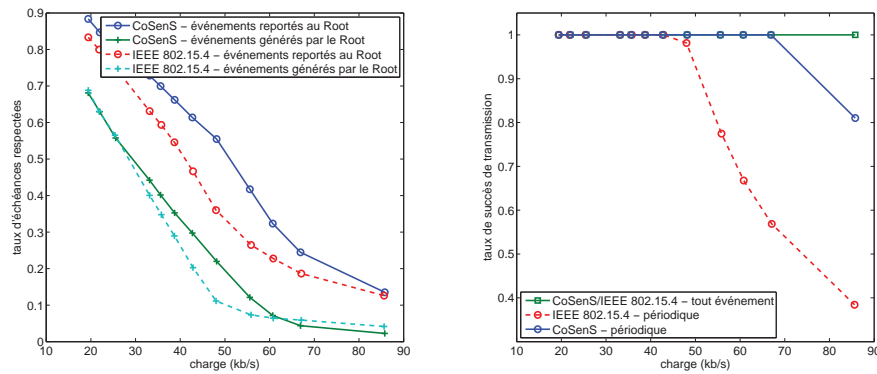 0.9
0.8
0.7
0.6
0.5
0.4
0.3
0.2
0.1
0
taux d'échéances respectées
CoSenS – événements reportés au Root
CoSenS – événements générés par le Root
IEEE 802.15.4 – événements reportés au Root
IEEE 802.15.4 – événements générés par le Root
10 20 30 40 50 60 70 80 90
charge (kb/s)
1
0.9
0.8
0.7
0.6
0.5
0.4
taux de succès de transmission
CoSenS/IEEE 802.15.4 – tout événement
IEEE 802.15.4 – périodique
CoSenS – périodique
10 20 30 40 50 60 70 80 90
charge (kb/s)